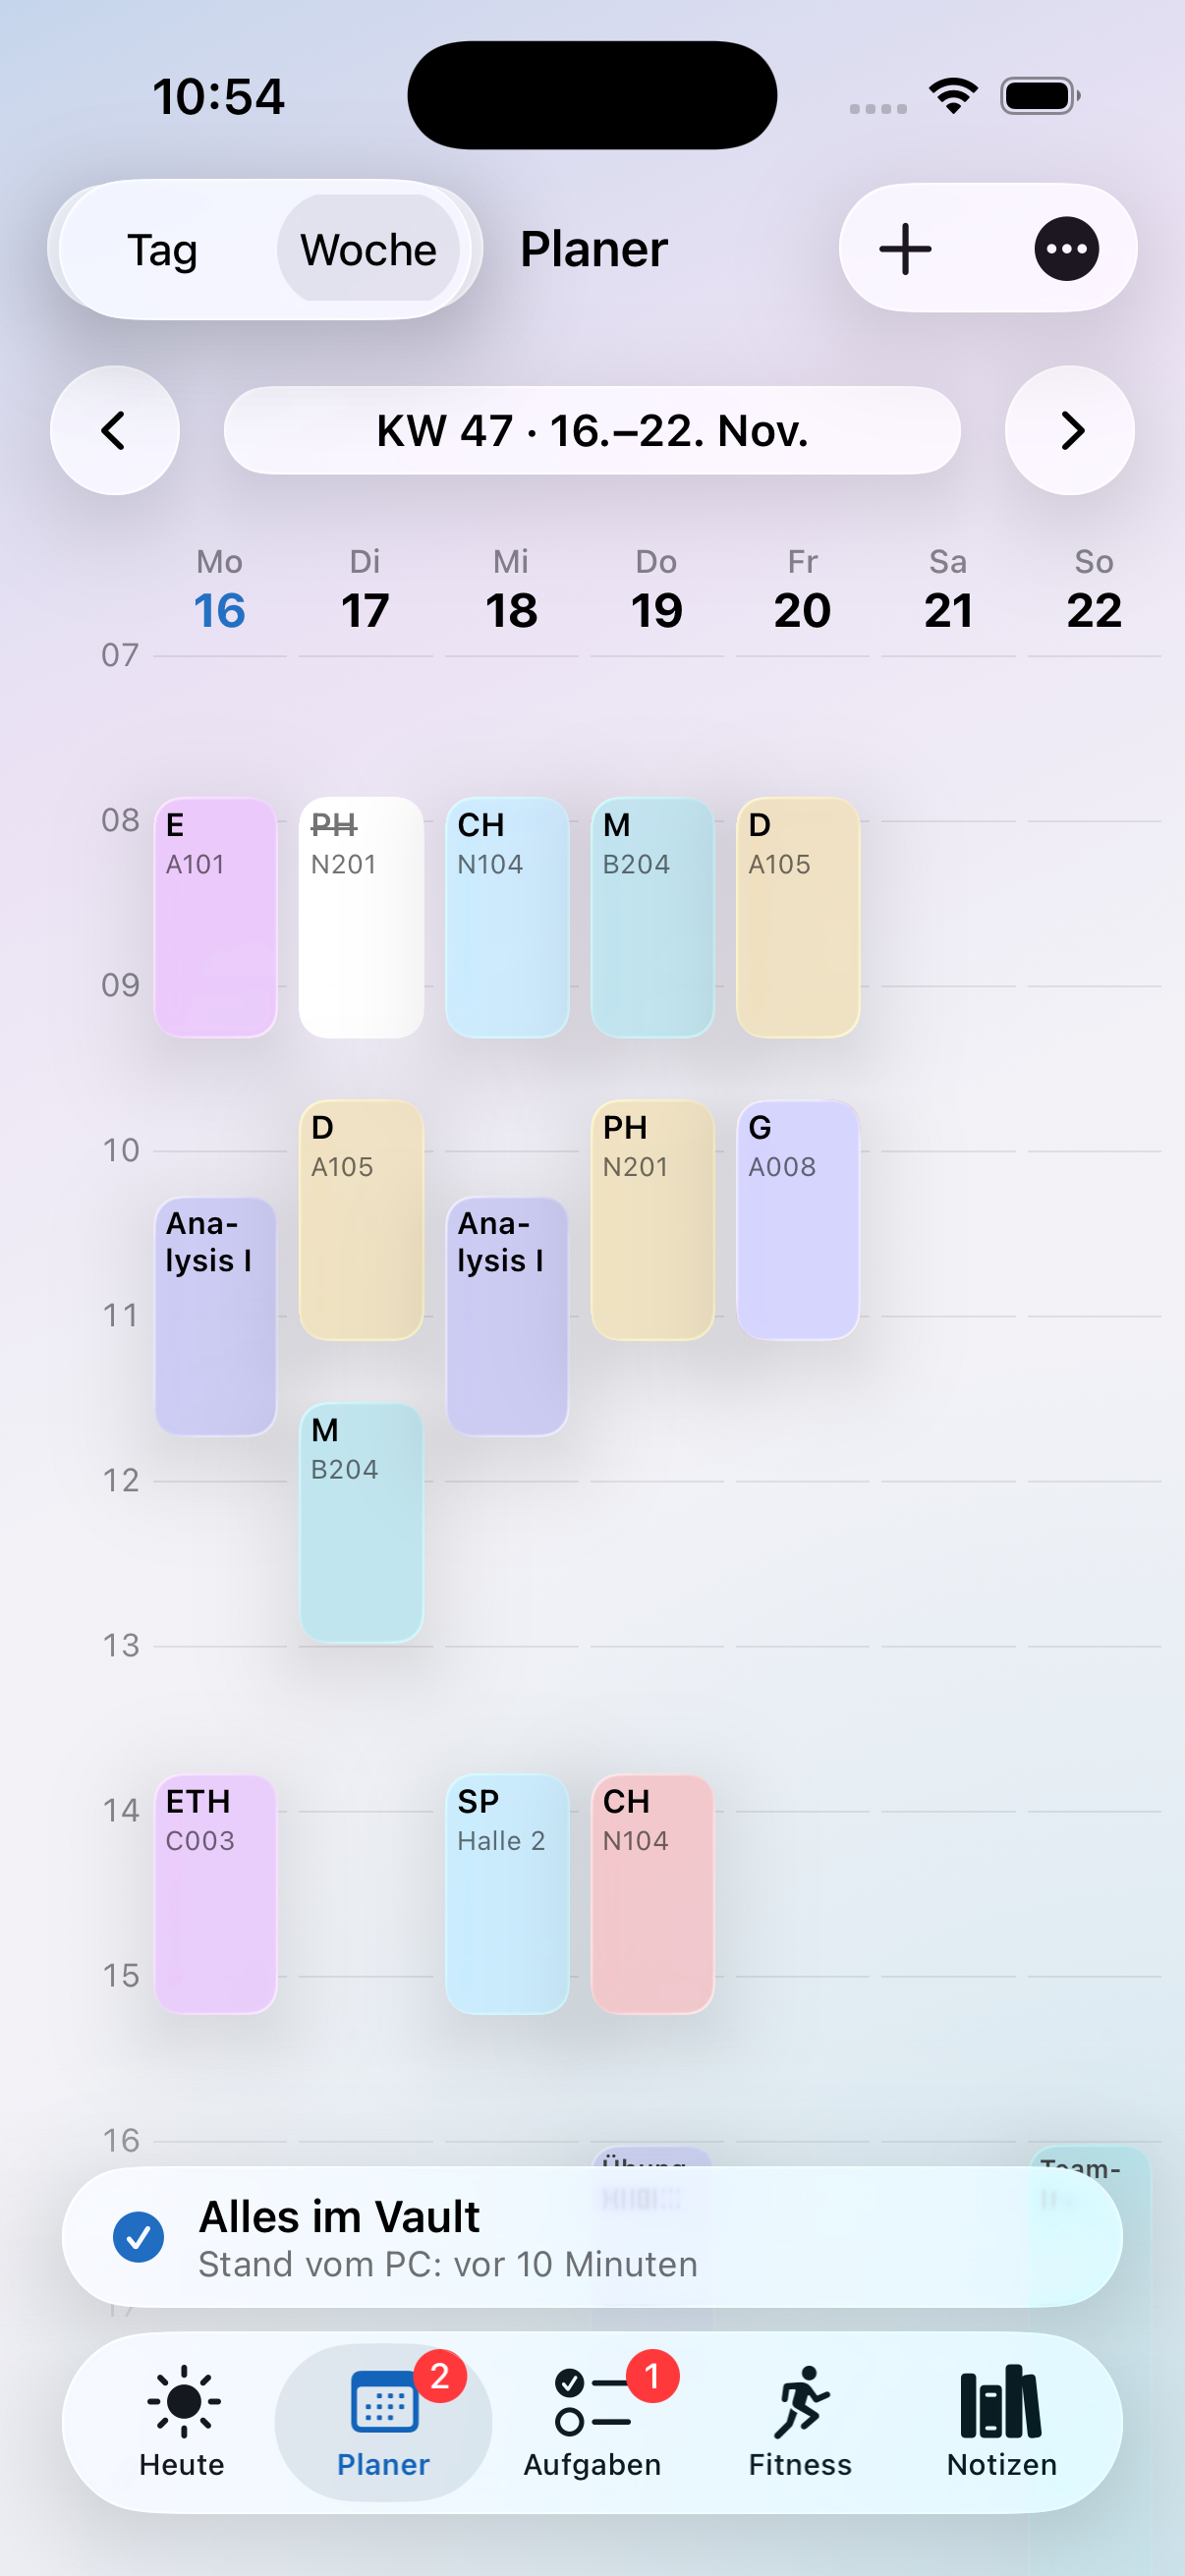 10:54
Tag
Woche
Planer
KW 47 · 16.–22. Nov.
Mo
Di
Mi
Do
Fr
Sa
So
16
17
18
19
20
21
22
07
08
E
A101
PH
N201
CH
N104
M
B204
D
A105
09
10
D
A105
PH
N201
G
A008
Ana-
lysis I
Ana-
lysis I
11
M
B204
12
13
14
ETH
C003
SP
Halle 2
CH
N104
15
16
Übung
Team-
Alles im Vault
Stand vom PC: vor 10 Minuten
17
2
1
Heute
Planer
Aufgaben
Fitness
Notizen